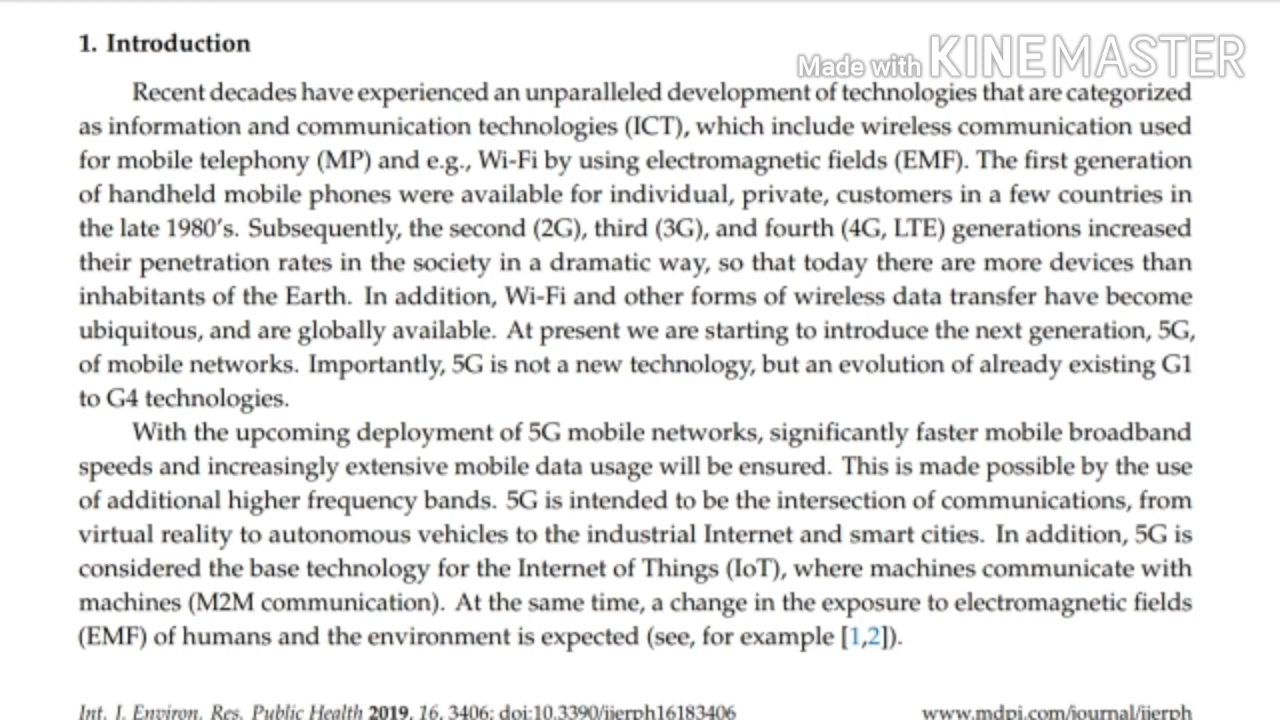 1. Introduction
Made with KINEMASTER
Recent decades have experienced an unparalleled development of technologies that are categorized
as information and communication technologies (ICT), which include wireless communication used
for mobile telephony (MP) and e.g., Wi-Fi by using electromagnetic fields (EMF). The first generation
of handheld mobile phones were available for individual, private, customers in a few countries in
the late 1980's. Subsequently, the second (2G), third (3G), and fourth (4G, LTE) generations increased
their penetration rates in the society in a dramatic way, so that today there are more devices than
inhabitants of the Earth. In addition, Wi-Fi and other forms of wireless data transfer have become
ubiquitous, and are globally available. At present we are starting to introduce the next generation, 5G,
of mobile networks. Importantly, 5G is not a new technology, but an evolution of already existing G1
to G4 technologies.
With the upcoming deployment of 5G mobile networks, significantly faster mobile broadband
speeds and increasingly extensive mobile data usage will be ensured. This is made possible by the use
of additional higher frequency bands. 5G is intended to be the intersection of communications, from
virtual reality to autonomous vehicles to the industrial Internet and smart cities. In addition, 5G is
considered the base technology for the Internet of Things (IoT), where machines communicate with
machines (M2M communication). At the same time, a change in the exposure to electromagnetic fields
(EMF) of humans and the environment is expected (see, for example [1,2]).
Int. J. Environ. Res. Public Health 2019, 16, 3406; doi:10.3390/ijerph16183406
www.mdpi.com/journal/ijerph